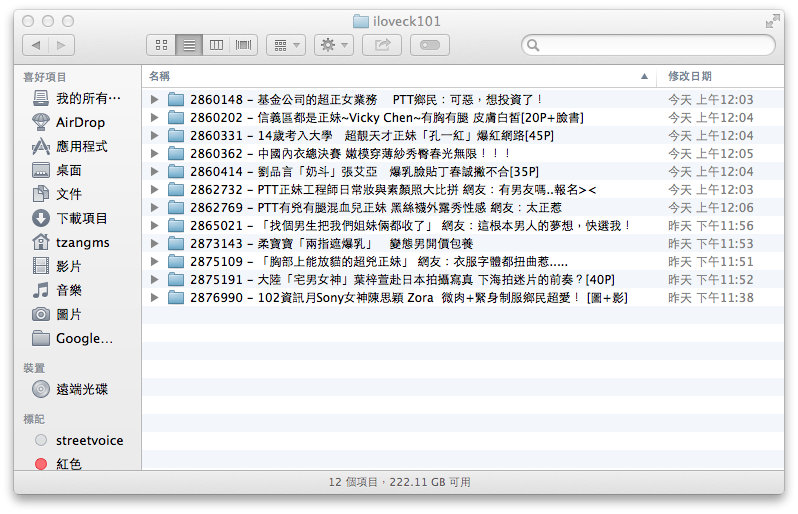 iloveck101
喜好項目
我的所有…
AirDrop
應用程式
桌面
文件
下載項目
tzangms
影片
音樂
圖片
Google…
裝置
遠端光碟
標記
streetvoice
紅色
名稱 修改日期
2860148 – 基金公司的超正女業務　PTT鄉民：可惡，想投資了！ 今天 上午12:03
2860202 – 信義區都是正妹~Vicky Chen~有胸有腿 皮膚白皙[20P+臉書] 今天 上午12:04
2860331 – 14歲考入大學　超靚天才正妹「孔一紅」爆紅網路[45P] 今天 上午12:04
2860362 – 中國內衣總決賽 嫩模穿薄紗秀臀春光無限！！！ 今天 上午12:05
2860414 – 劉品言「奶斗」張艾亞　爆乳臉貼丁春誠撇不合[35P] 今天 上午12:04
2862732 – PTT正妹工程師日常妝與素顏照大比拼 網友：有男友嗎..報名>< 今天 上午12:03
2862769 – PTT有兇有腿混血兒正妹 黑絲襪外露秀性感 網友：太正惹 今天 上午12:06
2865021 – 「找個男生把我們姐妹倆都收了」 網友：這根本男人的夢想，快選我！ 昨天 下午11:56
2873143 – 柔寶寶「兩指遮爆乳」　變態男開價包養 昨天 下午11:53
2875109 – 「胸部上能放貓的超兇正妹」 網友：衣服字體都扭曲惹..... 昨天 下午11:51
2875191 – 大陸「宅男女神」葉梓萱赴日本拍攝寫真 下海拍迷片的前奏？[40P] 昨天 下午11:52
2876990 – 102資訊月Sony女神陳思穎 Zora  微肉+緊身制服鄉民超愛！ [圖+影] 昨天 下午11:38
12 個項目，222.11 GB 可用